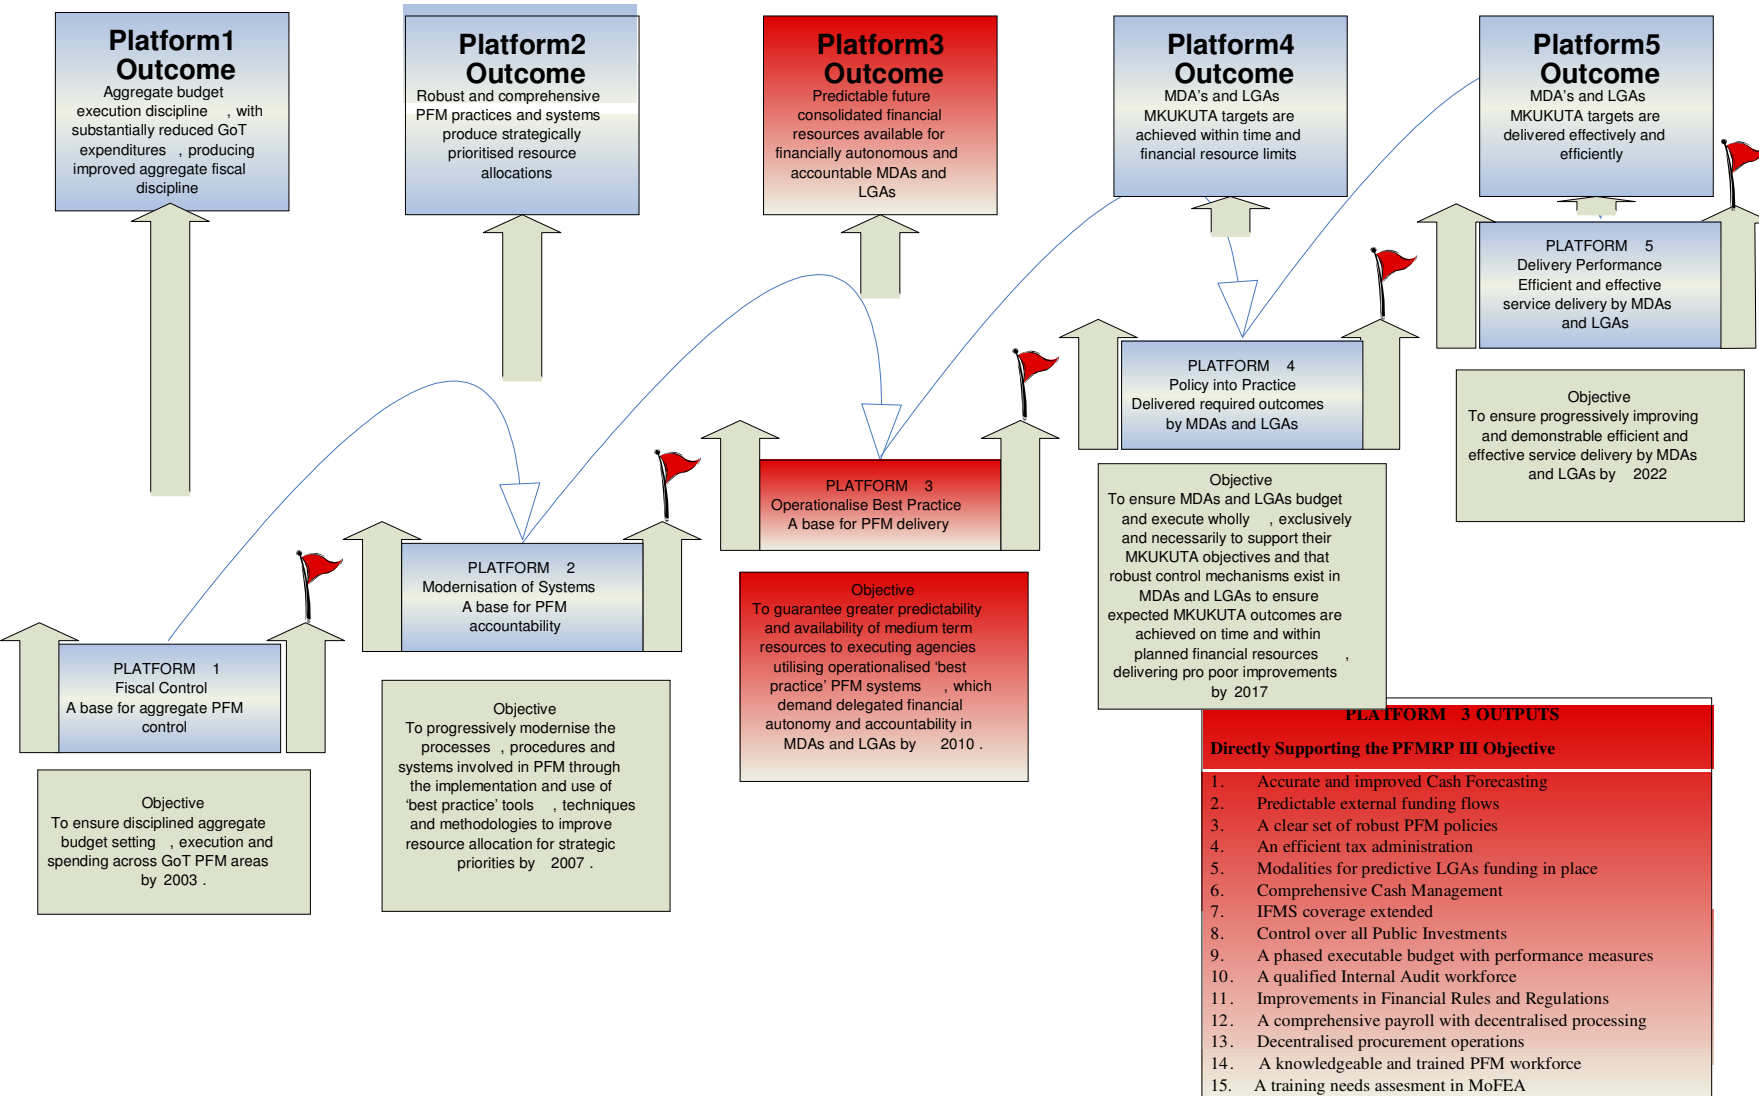 Platform1
Outcome
Aggregate budget
execution discipline , with
substantially reduced GoT
expenditures , producing
improved aggregate fiscal
discipline
Platform2
Outcome
Robust and comprehensive
PFM practices and systems
produce strategically
prioritised resource
allocations
Platform3
Outcome
Predictable future
consolidated financial
resources available for
financially autonomous and
accountable MDAs and
LGAs
Platform4
Outcome
MDA's and LGAs
MKUKUTA targets are
achieved within time and
financial resource limits
Platform5
Outcome
MDA's and LGAs
MKUKUTA targets are
delivered effectively and
efficiently
PLATFORM 5
Delivery Performance
Efficient and effective
service delivery by MDAs
and LGAs
Objective
To ensure progressively improving
and demonstrable efficient and
effective service delivery by MDAs
and LGAs by 2022
PLATFORM 4
Policy into Practice
Delivered required outcomes
by MDAs and LGAs
Objective
To ensure MDAs and LGAs budget
and execute wholly , exclusively
and necessarily to support their
MKUKUTA objectives and that
robust control mechanisms exist in
MDAs and LGAs to ensure
expected MKUKUTA outcomes are
achieved on time and within
planned financial resources ,
delivering pro poor improvements
by 2017
PLATFORM 3
Operationalise Best Practice
A base for PFM delivery
Objective
To guarantee greater predictability
and availability of medium term
resources to executing agencies
utilising operationalised ‘best
practice’ PFM systems , which
demand delegated financial
autonomy and accountability in
MDAs and LGAs by 2010 .
PLATFORM 2
Modernisation of Systems
A base for PFM
accountability
Objective
To progressively modernise the
processes , procedures and
systems involved in PFM through
the implementation and use of
‘best practice’ tools , techniques
and methodologies to improve
resource allocation for strategic
priorities by 2007 .
PLATFORM 1
Fiscal Control
A base for aggregate PFM
control
Objective
To ensure disciplined aggregate
budget setting , execution and
spending across GoT PFM areas
by 2003 .
PLATFORM 3 OUTPUTS
Directly Supporting the PFMRP III Objective
1. Accurate and improved Cash Forecasting
2. Predictable external funding flows
3. A clear set of robust PFM policies
4. An efficient tax administration
5. Modalities for predictive LGAs funding in place
6. Comprehensive Cash Management
7. IFMS coverage extended
8. Control over all Public Investments
9. A phased executable budget with performance measures
10. A qualified Internal Audit workforce
11. Improvements in Financial Rules and Regulations
12. A comprehensive payroll with decentralised processing
13. Decentralised procurement operations
14. A knowledgeable and trained PFM workforce
15. A training needs assesment in MoFEA